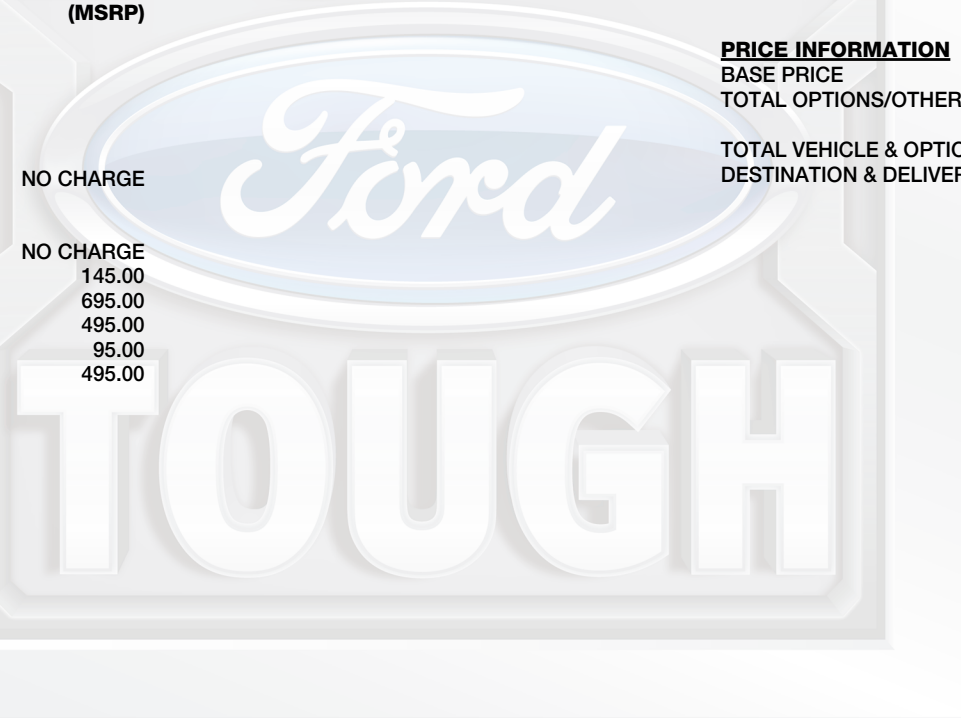 (MSRP)
NO CHARGE
NO CHARGE
145.00
695.00
495.00
95.00
495.00
PRICE INFORMATION
BASE PRICE
TOTAL OPTIONS/OTHER
TOTAL VEHICLE & OPTIO
DESTINATION & DELIVER
Ford
TOUGH